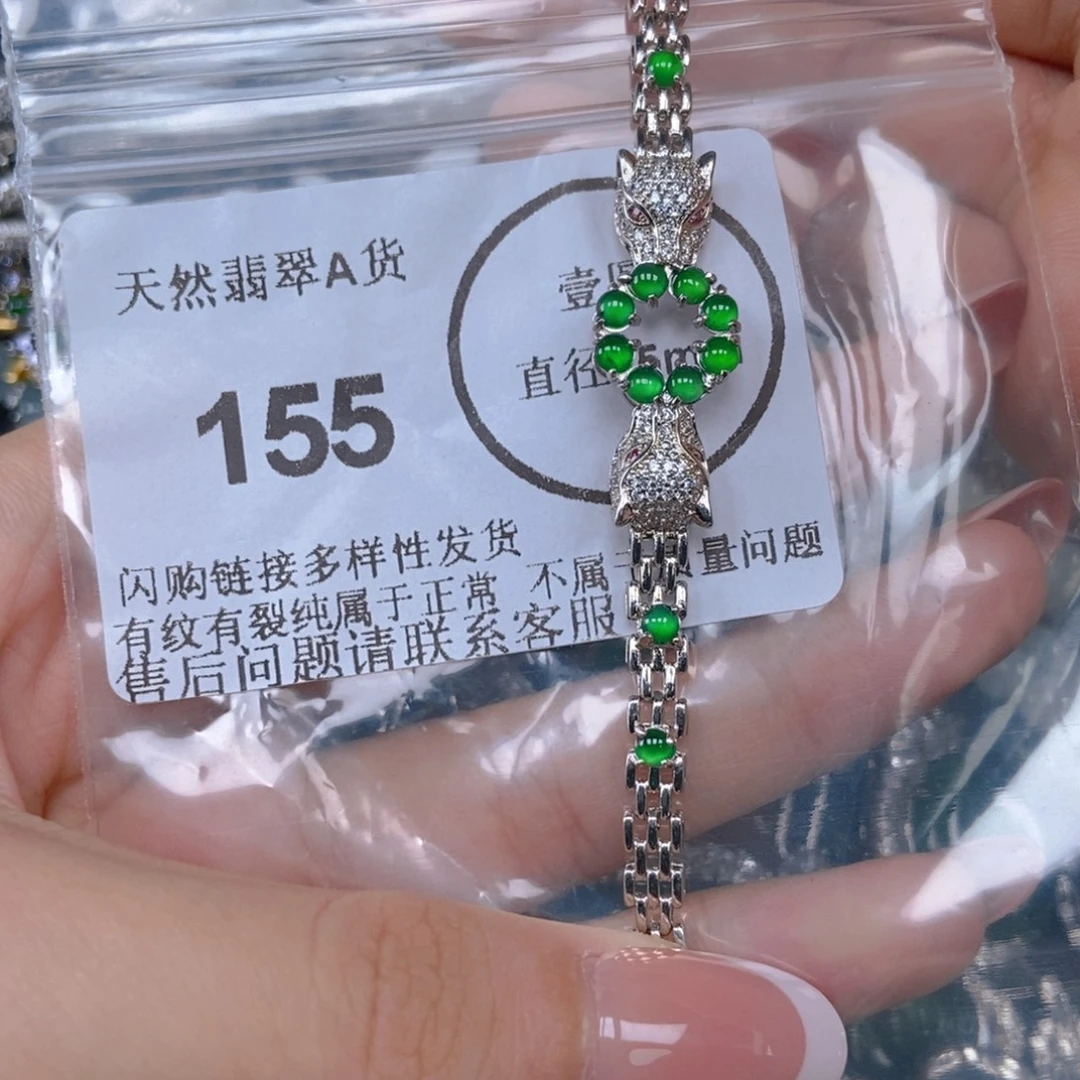 天然翡翠A货
壹
直径 5m
155
闪购链接多样性发货
有纹有裂纯属于正常 不属 量问题
售后问题请联系客服